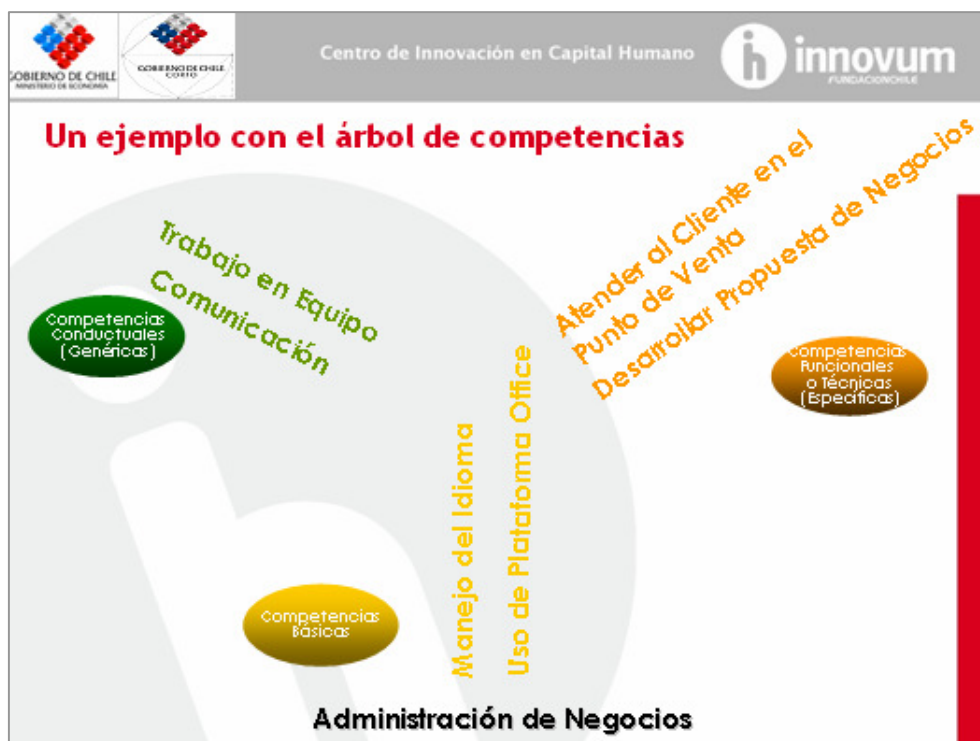 GOBIERNO DE CHILE
MINISTERIO DE ECONOMIA
GOBIERNO DE CHILE
CORFO
Centro de Innovación en Capital Humano
innovum
FUNDACIONCHILE
Un ejemplo con el árbol de competencias
Trabajo en Equipo
Comunicación
Competencias
Conductuales
(Genéricas)
Atender al Cliente en el
Punto de Venta
Desarrollar Propuesta de Negocios
Competencias
Funcionales
o Técnicas
(Específicas)
Manejo del Idioma
Uso de Plataforma Office
Competencias
Básicas
Administración de Negocios